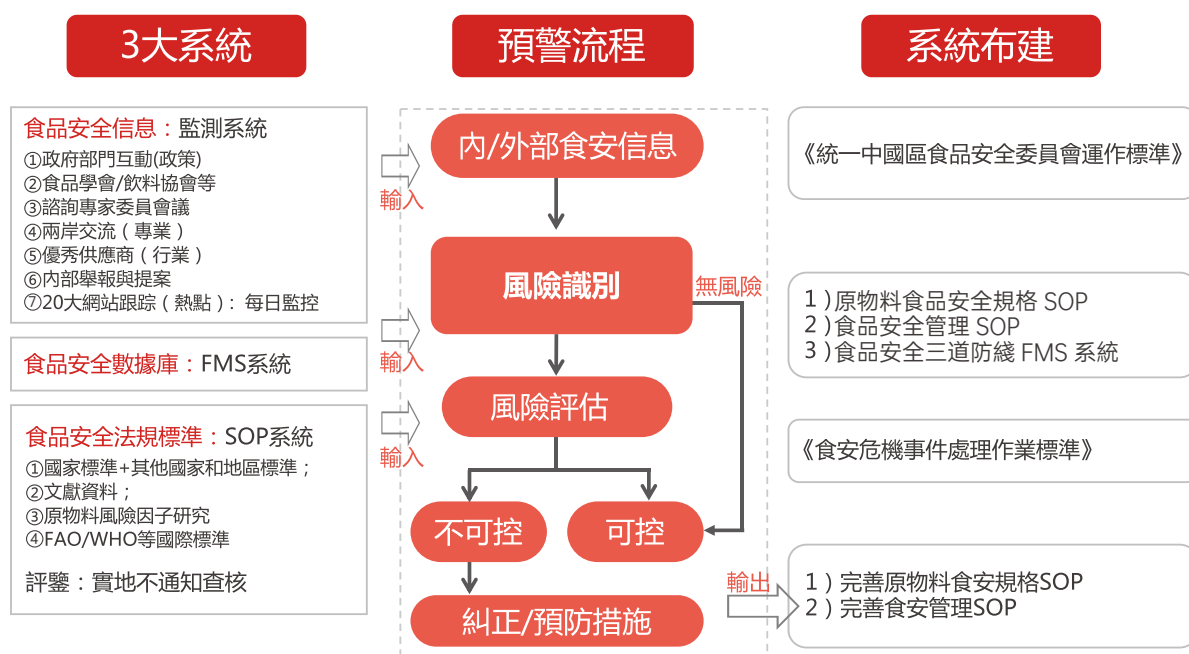 3大系統
預警流程
系統布建
食品安全信息：監測系統
①政府部門互動(政策)
②食品學會/飲料協會等
③諮詢專家委員會議
④兩岸交流（專業）
⑤優秀供應商（行業）
⑥内部舉報與提案
⑦20大網站跟踪（熱點）：每日監控
食品安全數據庫：FMS系統
食品安全法規標準：SOP系統
①國家標準+其他國家和地區標準；
②文獻資料；
③原物料風險因子研究
④FAO/WHO等國際標準
評鑒：實地不通知查核
輸入
輸入
輸入
內/外部食安信息
風險識別
無風險
風險評估
不可控
可控
糾正/預防措施
輸出
《統一中國區食品安全委員會運作標準》
1）原物料食品安全規格 SOP
2）食品安全管理 SOP
3）食品安全三道防綫 FMS 系統
《食安危機事件處理作業標準》
1）完善原物料食安規格SOP
2）完善食安管理SOP